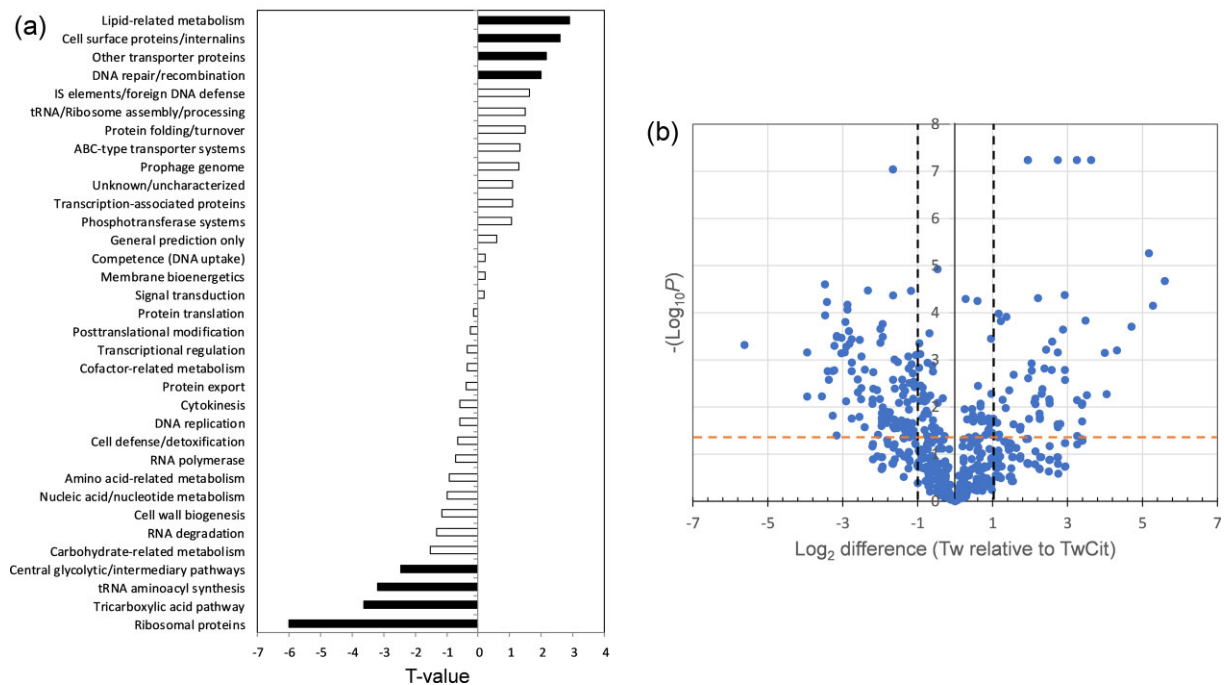 (a)
Lipid-related metabolism
Cell surface proteins/internalins
Other transporter proteins
DNA repair/recombination
IS elements/foreign DNA defense
tRNA/Ribosome assembly/processing
Protein folding/turnover
ABC-type transporter systems
Prophage genome
Unknown/uncharacterized
Transcription-associated proteins
Phosphotransferase systems
General prediction only
Competence (DNA uptake)
Membrane bioenergetics
Signal transduction
Protein translation
Posttranslational modification
Transcriptional regulation
Cofactor-related metabolism
Protein export
Cytokinesis
DNA replication
Cell defense/detoxification
RNA polymerase
Amino acid-related metabolism
Nucleic acid/nucleotide metabolism
Cell wall biogenesis
RNA degradation
Carbohydrate-related metabolism
Central glycolytic/intermediary pathways
tRNA aminoacyl synthesis
Tricarboxylic acid pathway
Ribosomal proteins
-7 -6 -5 -4 -3 -2 -1 0 1 2 3 4
T-value
(b)
8
7
6
5
4
3
2
-(Log10P)
-7 -5 -3 -1 1 3 5 7
Log2 difference (Tw relative to TwCit)